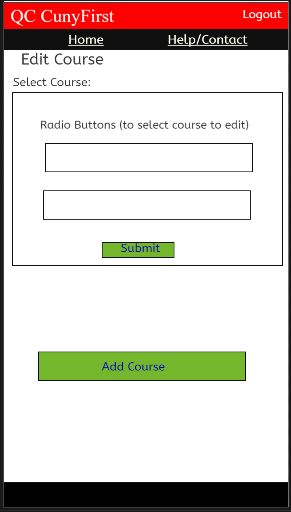 QC CunyFirst Logout
Home Help/Contact
Edit Course
Select Course:
Radio Buttons (to select course to edit)
Submit
Add Course